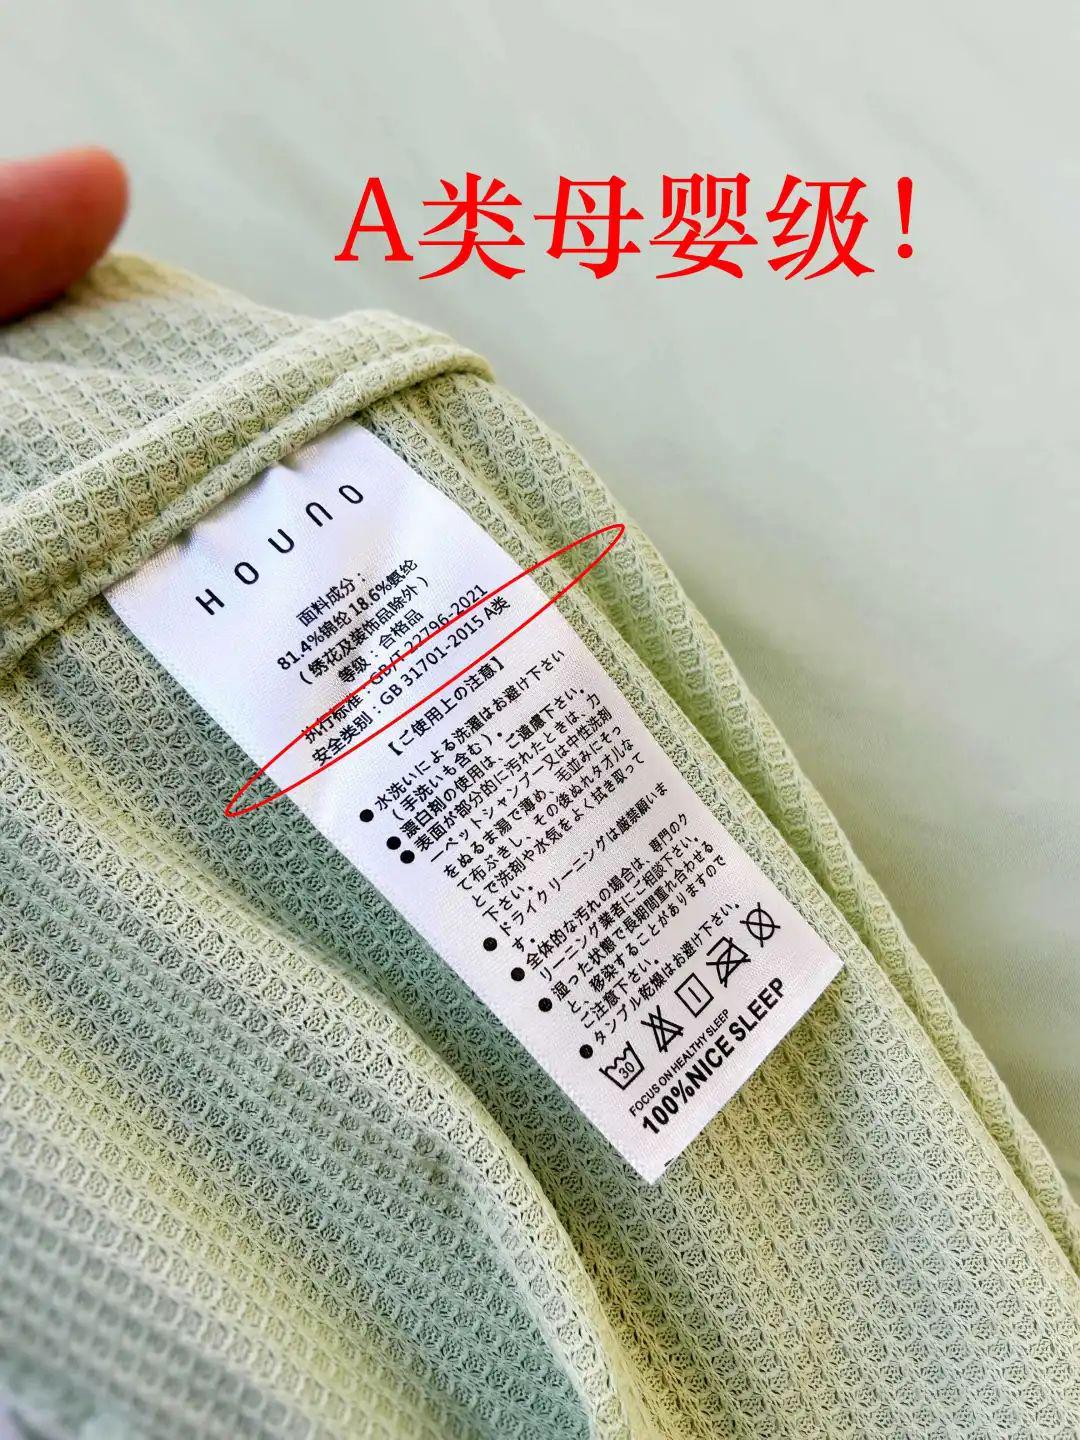 A类母婴级！
HOUNO
面料成分：
81.4%锦纶 18.6%氨纶
（绣花及装饰品除外）
等级：合格品
执行标准：GB/T 22796-2021
安全类别：GB 31701-2015 A类
【ご使用上の注意】
●水洗いによる洗濯はお避け下さい
（手洗いも含む）。
●漂白剤の使用は、ご遠慮下さい。
●表面が部分的に汚れたときは、カ
ーペットシャンプー又は中性洗剤
をぬるま湯で薄め、毛並みにそっ
て布ぶきし、その後ぬれタオルな
どで洗剤や水気をよく拭き取って
下さい。
●ドライクリーニングは厳禁願いま
す。
●全体的な汚れの場合は、専門のク
リーニング業者にご相談下さい。
●湿った状態で長期間重ね合わせる
と、移染することがありますので
ご注意下さい。
●タンブル乾燥はお避け下さい。
30
FOCUS ON HEALTHY SLEEP
100%NICE SLEEP